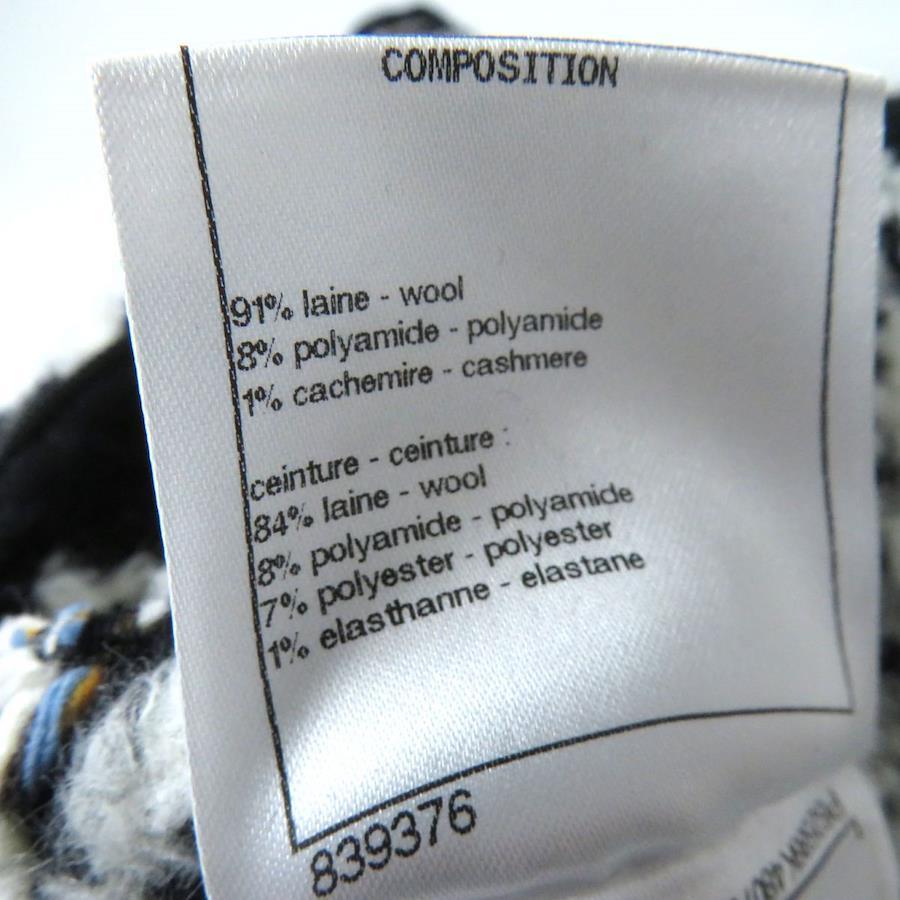 COMPOSITION
91% laine - wool
8% polyamide - polyamide
1% cachemire - cashmere
ceinture - ceinture :
84% laine - wool
8% polyamide - polyamide
7% polyester - polyester
1% elasthanne - elastane
839376